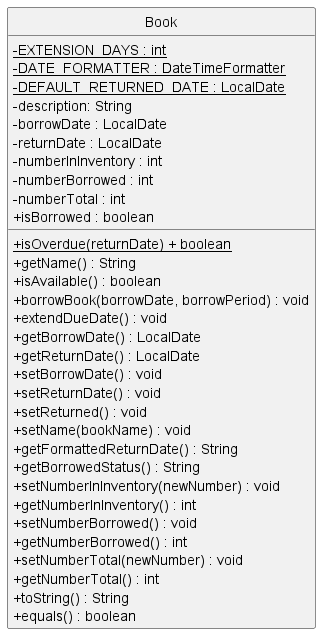 Book
-EXTENSION_DAYS : int
-DATE_FORMATTER : DateTimeFormatter
-DEFAULT_RETURNED_DATE : LocalDate
-description: String
-borrowDate : LocalDate
-returnDate : LocalDate
-numberInInventory : int
-numberBorrowed : int
-numberTotal : int
+isBorrowed : boolean
+isOverdue(returnDate) + boolean
+getName() : String
+isAvailable() : boolean
+borrowBook(borrowDate, borrowPeriod) : void
+extendDueDate() : void
+getBorrowDate() : LocalDate
+getReturnDate() : LocalDate
+setBorrowDate() : void
+setReturnDate() : void
+setReturned() : void
+setName(bookName) : void
+getFormattedReturnDate() : String
+getBorrowedStatus() : String
+setNumberInInventory(newNumber) : void
+getNumberInInventory() : int
+setNumberBorrowed() : void
+getNumberBorrowed() : int
+setNumberTotal(newNumber) : void
+getNumberTotal() : int
+toString() : String
+equals() : boolean